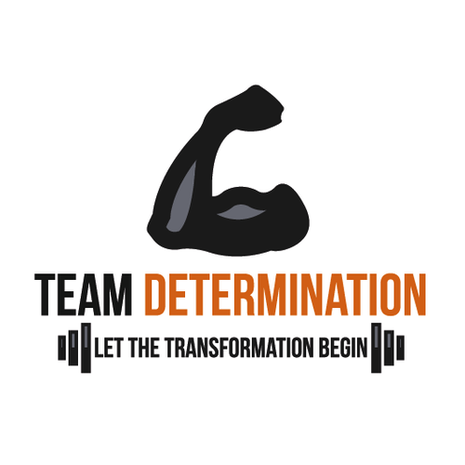 TEAM DETERMINATION
LET THE TRANSFORMATION BEGIN